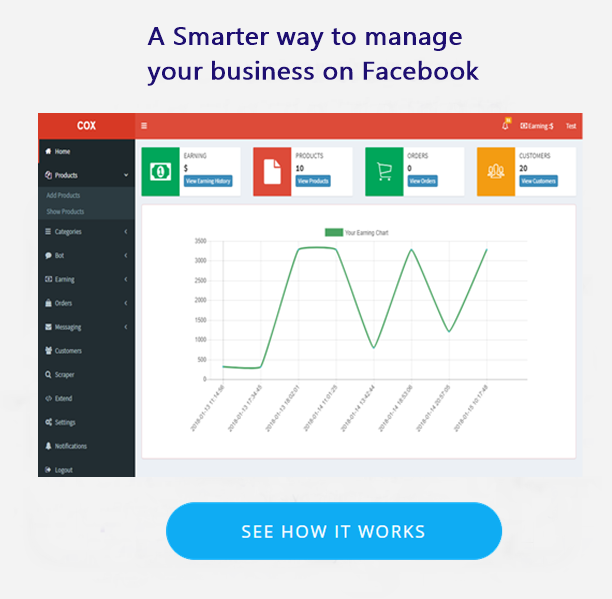 A Smarter way to manage
your business on Facebook
COX
Earning $
Test
Home
Products
Add Products
Show Products
Categories
Bot
Earning
Orders
Messaging
Customers
Scraper
Extend
Settings
Notifications
Logout
EARNING
$
View Earning History
PRODUCTS
10
View Products
ORDERS
0
View Orders
CUSTOMERS
20
View Customers
Your Earning Chart
3500
3000
2500
2000
1500
1000
500
0
2018-01-13 11:14:56
2018-01-13 17:34:45
2018-01-13 18:02:01
2018-01-14 11:01:25
2018-01-14 13:42:44
2018-01-14 18:53:06
2018-01-14 20:57:05
2018-01-15 10:17:49
SEE HOW IT WORKS